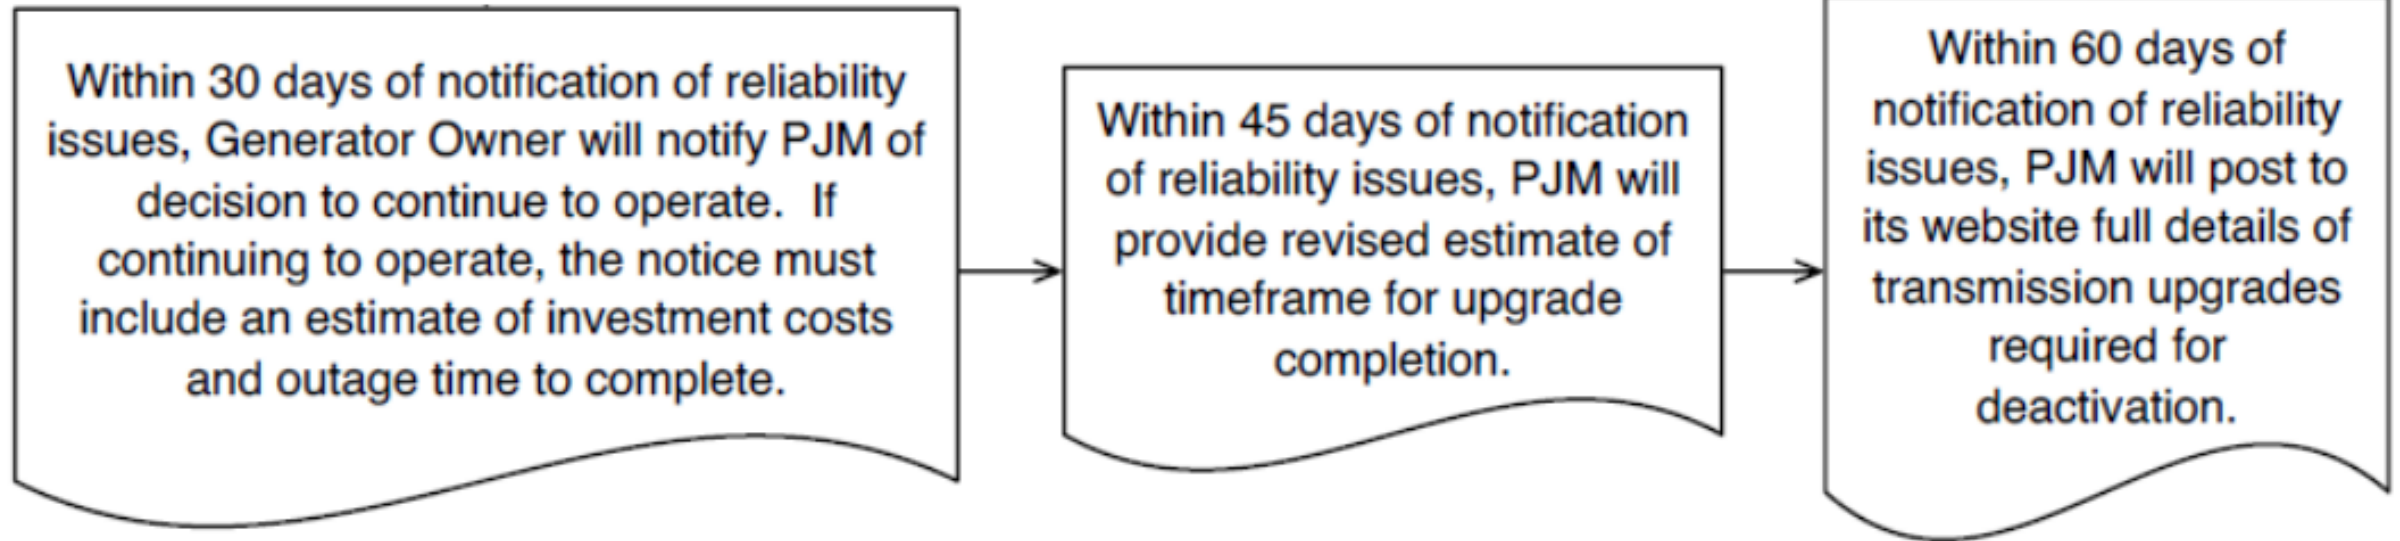 Within 30 days of notification of reliability
issues, Generator Owner will notify PJM of
decision to continue to operate.  If
continuing to operate, the notice must
include an estimate of investment costs
and outage time to complete.
Within 45 days of notification
of reliability issues, PJM will
provide revised estimate of
timeframe for upgrade
completion.
Within 60 days of
notification of reliability
issues, PJM will post to
its website full details of
transmission upgrades
required for
deactivation.